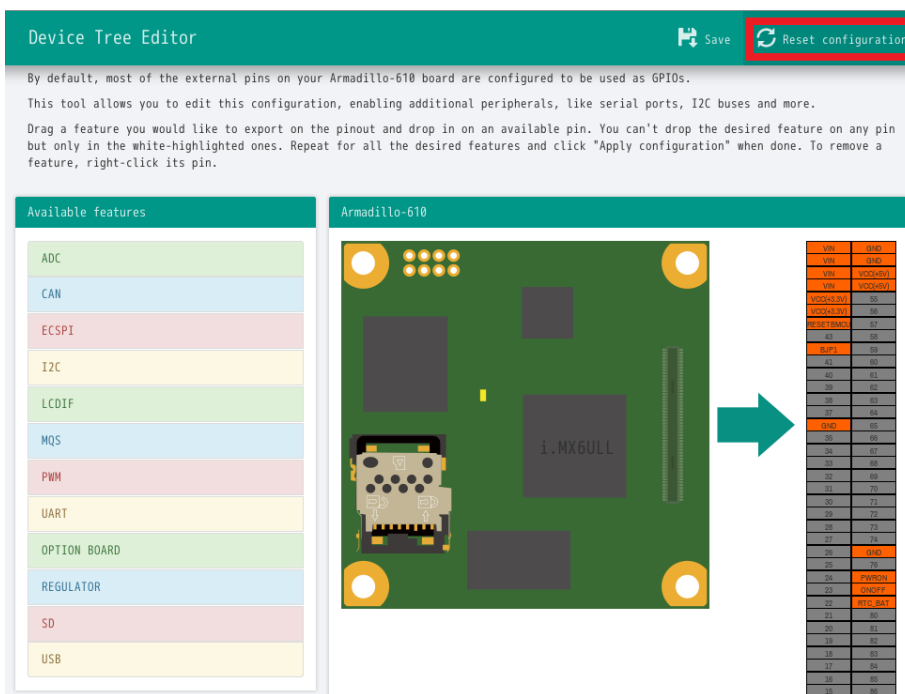 Device Tree Editor
Save
Reset configuration
By default, most of the external pins on your Armadillo-610 board are configured to be used as GPIOs.
This tool allows you to edit this configuration, enabling additional peripherals, like serial ports, I2C buses and more.
Drag a feature you would like to export on the pinout and drop in on an available pin. You can't drop the desired feature on any pin
but only in the white-highlighted ones. Repeat for all the desired features and click "Apply configuration" when done. To remove a
feature, right-click its pin.
Available features
ADC
CAN
ECSPI
I2C
LCDIF
MQS
PWM
UART
OPTION BOARD
REGULATOR
SD
USB
Armadillo-610
i.MX6ULL
VIN GND
VIN GND
VIN VCC(+5V)
VIN VCC(+5V)
VCC(+3.3V) 55
VCC(+3.3V) 56
RESETBMCU 57
43 58
BJP1 59
41 60
40 61
39 62
38 63
37 64
GND 65
35 66
34 67
33 68
32 69
31 70
30 71
29 72
28 73
27 74
26 GND
25 76
24 PWRON
23 ONOFF
22 RTC_BAT
21 80
20 81
19 82
18 83
17 84
16 85
15 86